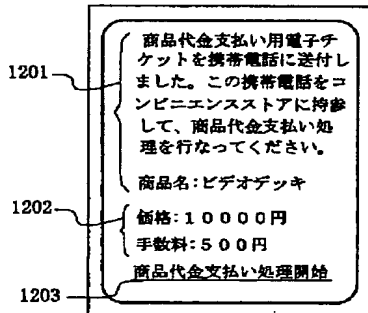 商品代金支払い用電子チ
ケットを携帯電話に送付し
ました。この携帯電話をコ
ンビニエンスストアに持参
して、商品代金支払い処
理を行なってください。
商品名:ビデオデッキ
価格:10000円
手数料:500円
商品代金支払い処理開始
1201
1202
1203